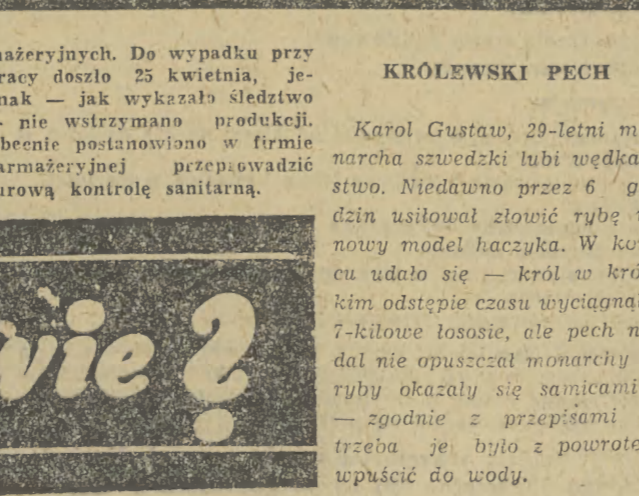 nażeryjnych. Do wypadku przy
racy doszło 25 kwietnia, je-
nak — jak wykazało śledztwo
- nie wstrzymano produkcji.
becnie postanowiono w firmie
armażeryjnej przeprowadzić
urową kontrolę sanitarną.
wie?
KRÓLEWSKI PECH
Karol Gustaw, 29-letni m
narcha szwedzki lubi wędka
stwo. Niedawno przez 6 g
dzin usiłował złowić rybę
nowy model haczyka. W koń
cu udało się — król w kró
kim odstępie czasu wyciągną
7-kilowe łososie, ale pech n
dal nie opuszczał monarchy
ryby okazały się samicami
— zgodnie z przepisami
trzeba je było z powrote
wpuścić do wody.